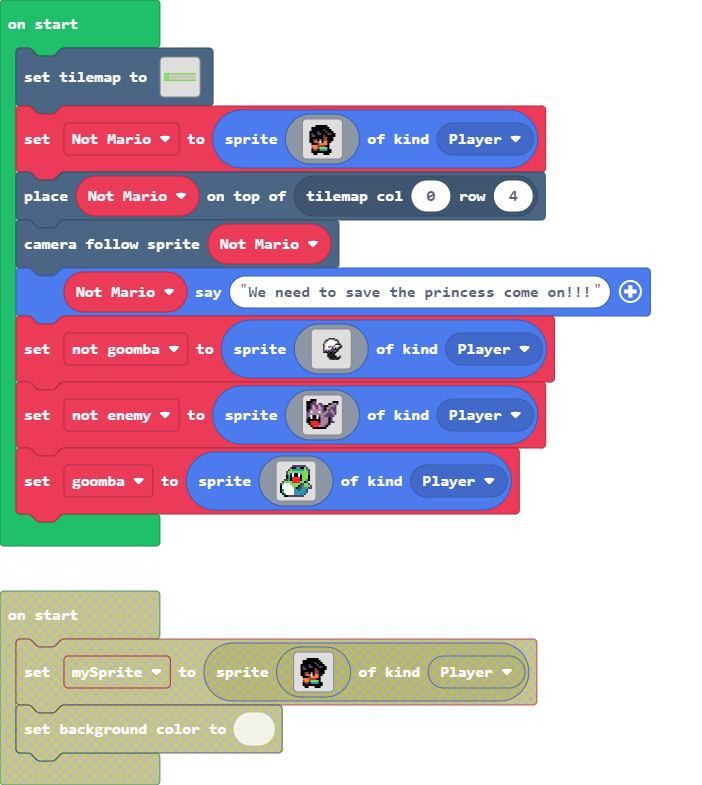 on start
set tilemap to
set Not Mario to sprite of kind Player
place Not Mario on top of tilemap col 0 row 4
camera follow sprite Not Mario
Not Mario say "We need to save the princess come on!!!"
set not goomba to sprite of kind Player
set not enemy to sprite of kind Player
set goomba to sprite of kind Player
on start
set mySprite to sprite of kind Player
set background color to